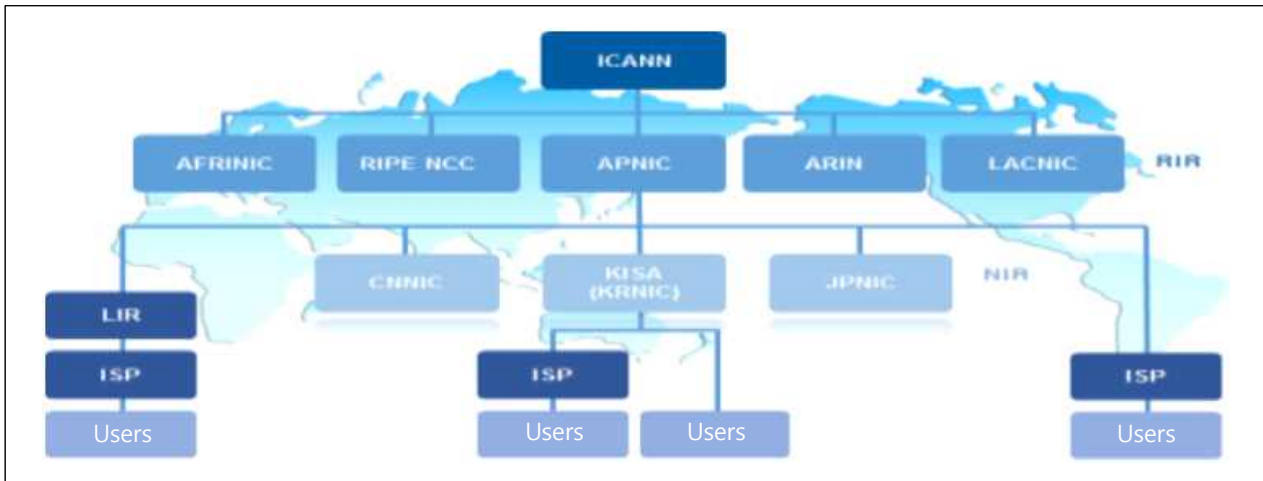 ICANN
AFRINIC
RIPE NCC
APNIC
ARIN
LACNIC
RIR
CNNIC
KISA
(KRNIC)
JPNIC
NIR
LIR
ISP
ISP
ISP
Users
Users
Users
Users